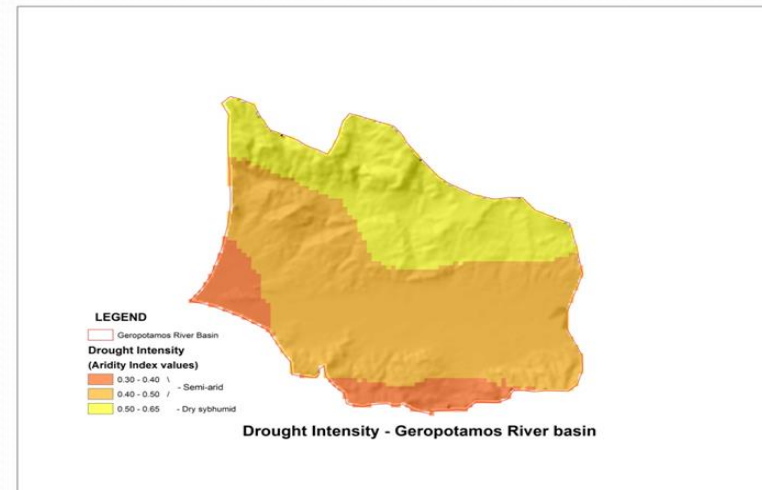 LEGEND
Geropotamos River Basin
Drought Intensity
(Aridity Index values)
0.30 - 0.40 \
- Semi-arid
0.40 - 0.50 /
0.50 - 0.65 - Dry sybhumid
Drought Intensity - Geropotamos River basin